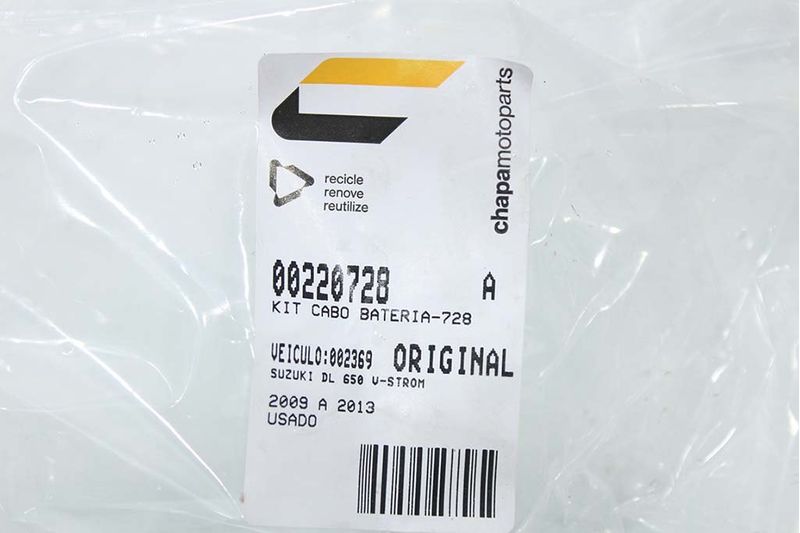 chapamotoparts
recicle
renove
reutilize
00220728 A
KIT CABO BATERIA-728
VEICULO:002369 ORIGINAL
SUZUKI DL 650 V-STROM
2009 A 2013
USADO